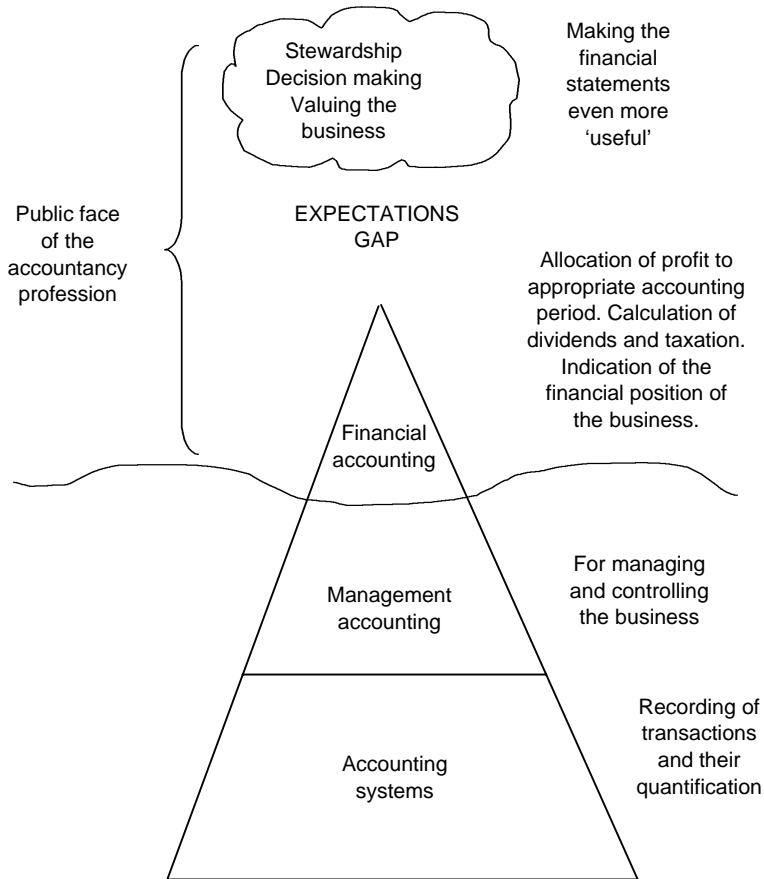 Stewardship
Decision making
Valuing the
business
Making the
financial
statements
even more
‘useful’
Public face
of the
accountancy
profession
EXPECTATIONS
GAP
Allocation of profit to
appropriate accounting
period. Calculation of
dividends and taxation.
Indication of the
financial position of
the business.
Financial
accounting
Management
accounting
For managing
and controlling
the business
Accounting
systems
Recording of
transactions
and their
quantification